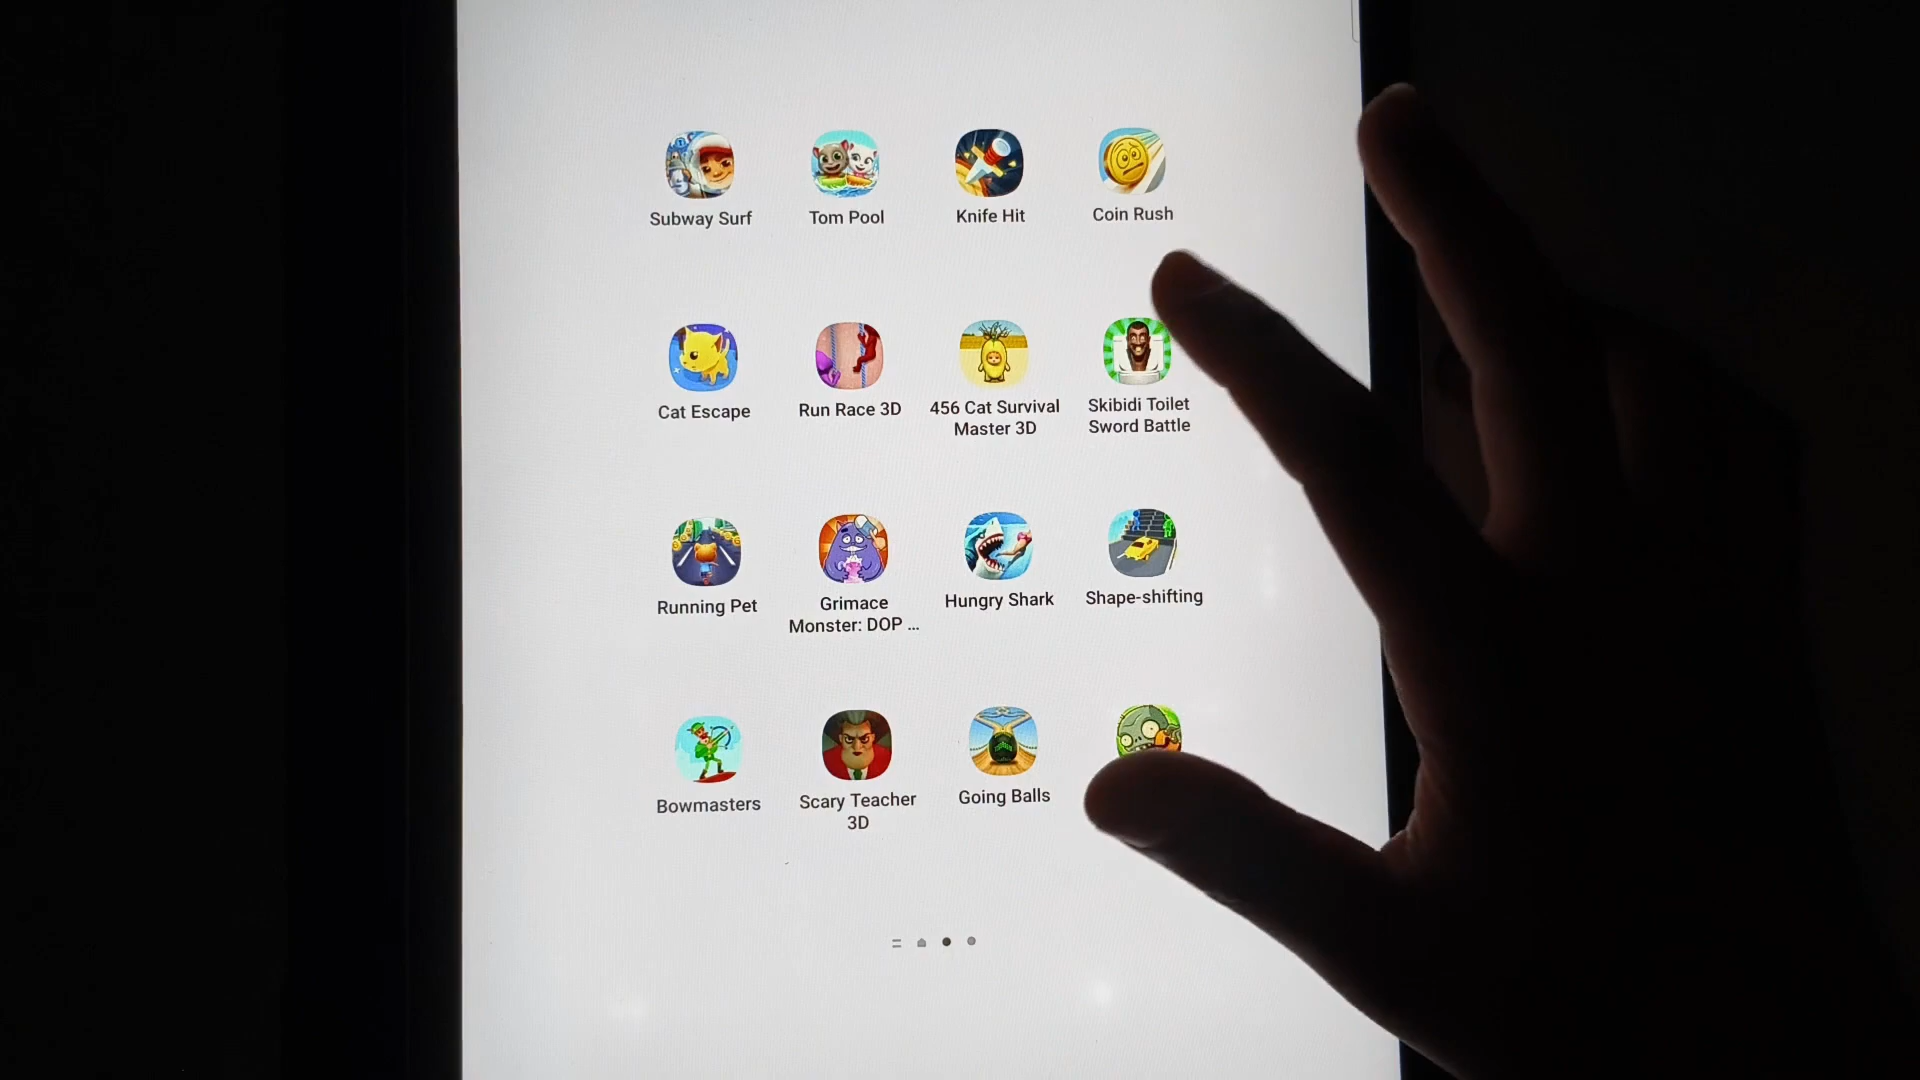 Subway Surf
Tom Pool
Knife Hit
Coin Rush
Cat Escape
Run Race 3D
456 Cat Survival
Master 3D
Skibidi Toilet
Sword Battle
Running Pet
Grimace
Monster: DOP ...
Hungry Shark
Shape-shifting
Bowmasters
Scary Teacher
3D
Going Balls